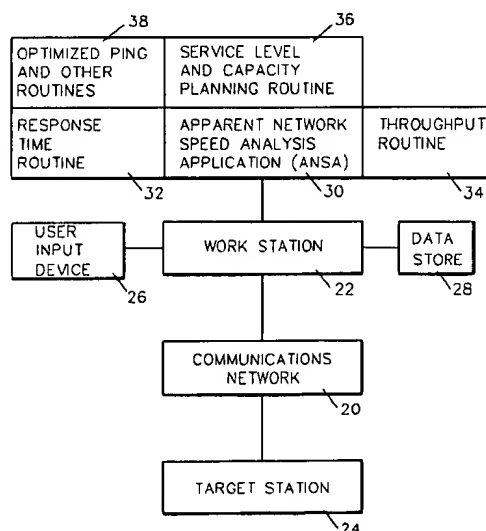 38
36
OPTIMIZED PING
AND OTHER
ROUTINES
SERVICE LEVEL
AND CAPACITY
PLANNING ROUTINE
RESPONSE
TIME
ROUTINE
APPARENT NETWORK
SPEED ANALYSIS
APPLICATION (ANSA)
THROUGHPUT
ROUTINE
32
30
34
USER
INPUT
DEVICE
WORK STATION
DATA
STORE
26
22
28
COMMUNICATIONS
NETWORK
20
TARGET STATION
24